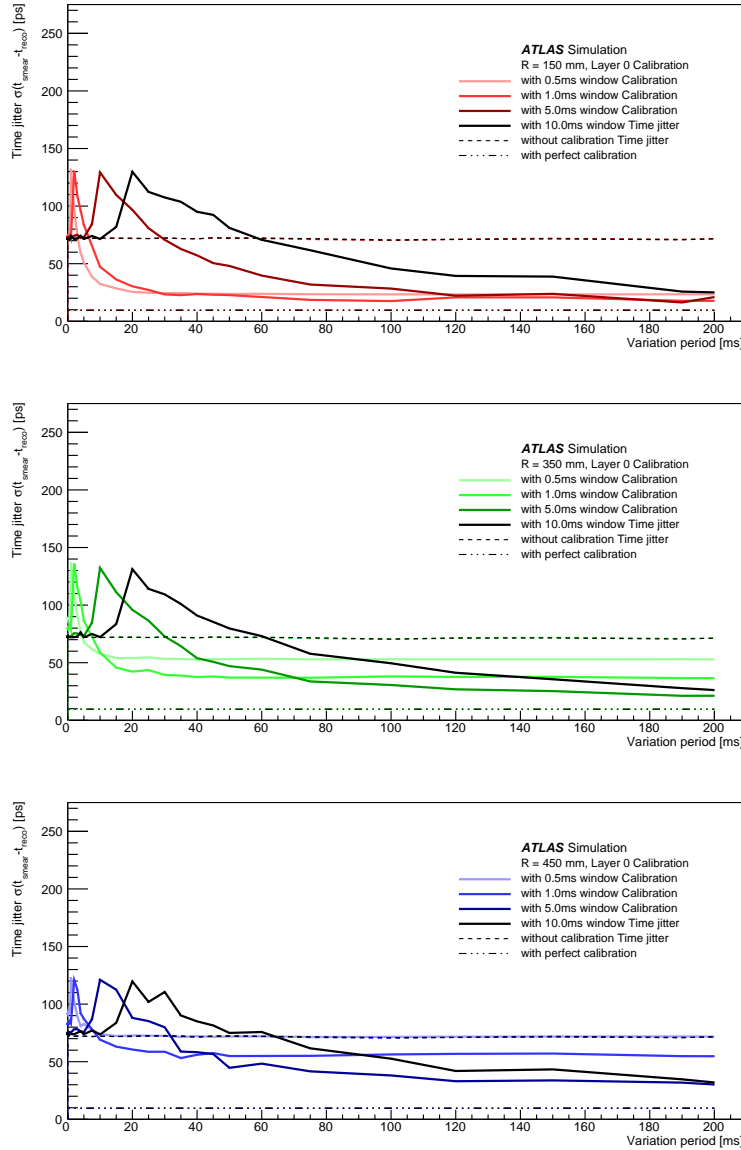 Time jitter σ(t_smear-t_reco) [ps]
250
200
150
100
50
0
ATLAS Simulation
R = 150 mm, Layer 0 Calibration
with 0.5ms window Calibration
with 1.0ms window Calibration
with 5.0ms window Calibration
with 10.0ms window Time jitter
without calibration Time jitter
with perfect calibration
0 20 40 60 80 100 120 140 160 180 200
Variation period [ms]
Time jitter σ(t_smear-t_reco) [ps]
250
200
150
100
50
0
ATLAS Simulation
R = 350 mm, Layer 0 Calibration
with 0.5ms window Calibration
with 1.0ms window Calibration
with 5.0ms window Calibration
with 10.0ms window Time jitter
without calibration Time jitter
with perfect calibration
0 20 40 60 80 100 120 140 160 180 200
Variation period [ms]
Time jitter σ(t_smear-t_reco) [ps]
250
200
150
100
50
0
ATLAS Simulation
R = 450 mm, Layer 0 Calibration
with 0.5ms window Calibration
with 1.0ms window Calibration
with 5.0ms window Calibration
with 10.0ms window Time jitter
without calibration Time jitter
with perfect calibration
0 20 40 60 80 100 120 140 160 180 200
Variation period [ms]